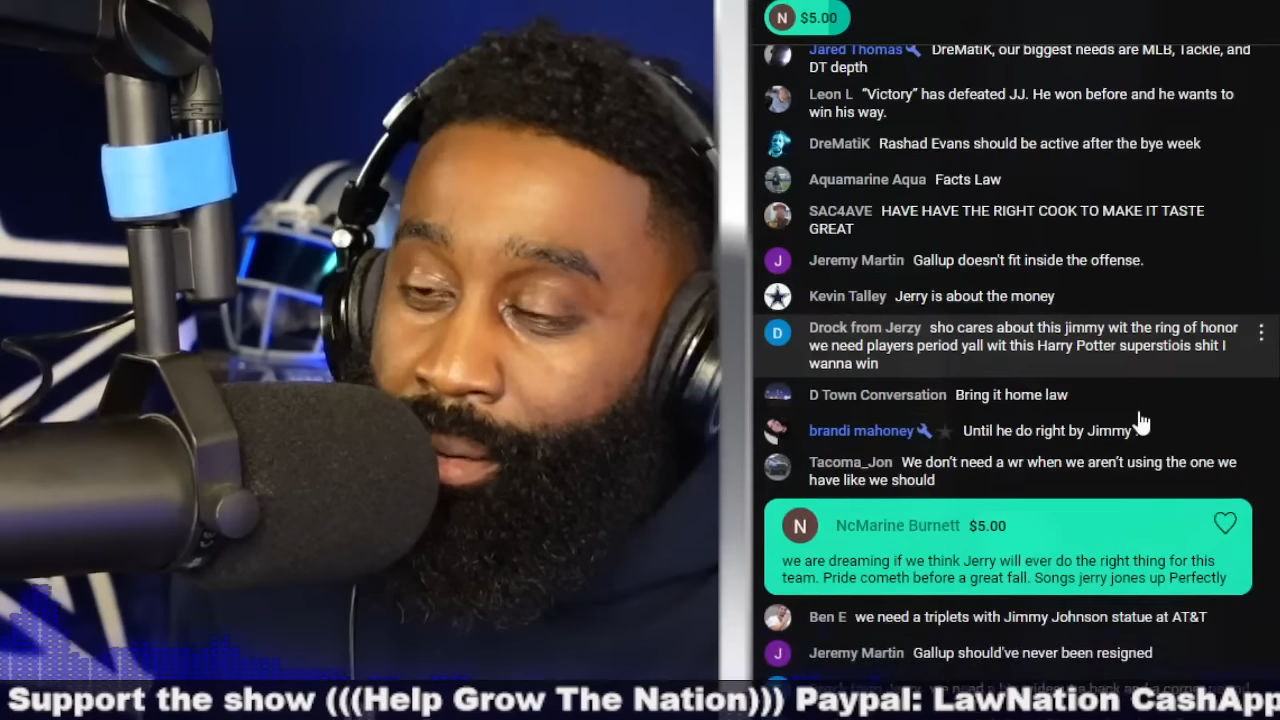 N $5.00
Jared Thomas DreMatiK, our biggest needs are MLB, Tackle, and
DT depth
Leon L “Victory” has defeated JJ. He won before and he wants to
win his way.
DreMatiK Rashad Evans should be active after the bye week
Aquamarine Aqua Facts Law
SAC4AVE HAVE HAVE THE RIGHT COOK TO MAKE IT TASTE
GREAT
J Jeremy Martin Gallup doesn't fit inside the offense.
Kevin Talley Jerry is about the money
D Drock from Jerzy sho cares about this jimmy wit the ring of honor
we need players period yall wit this Harry Potter superstiois shit I
wanna win
D Town Conversation Bring it home law
brandi mahoney Until he do right by Jimmy
Tacoma_Jon We don’t need a wr when we aren’t using the one we
have like we should
N NcMarine Burnett $5.00
we are dreaming if we think Jerry will ever do the right thing for this
team. Pride cometh before a great fall. Songs jerry jones up Perfectly
Ben E we need a triplets with Jimmy Johnson statue at AT&T
J Jeremy Martin Gallup should've never been resigned
Support the show (((Help Grow The Nation))) Paypal: LawNation CashApp